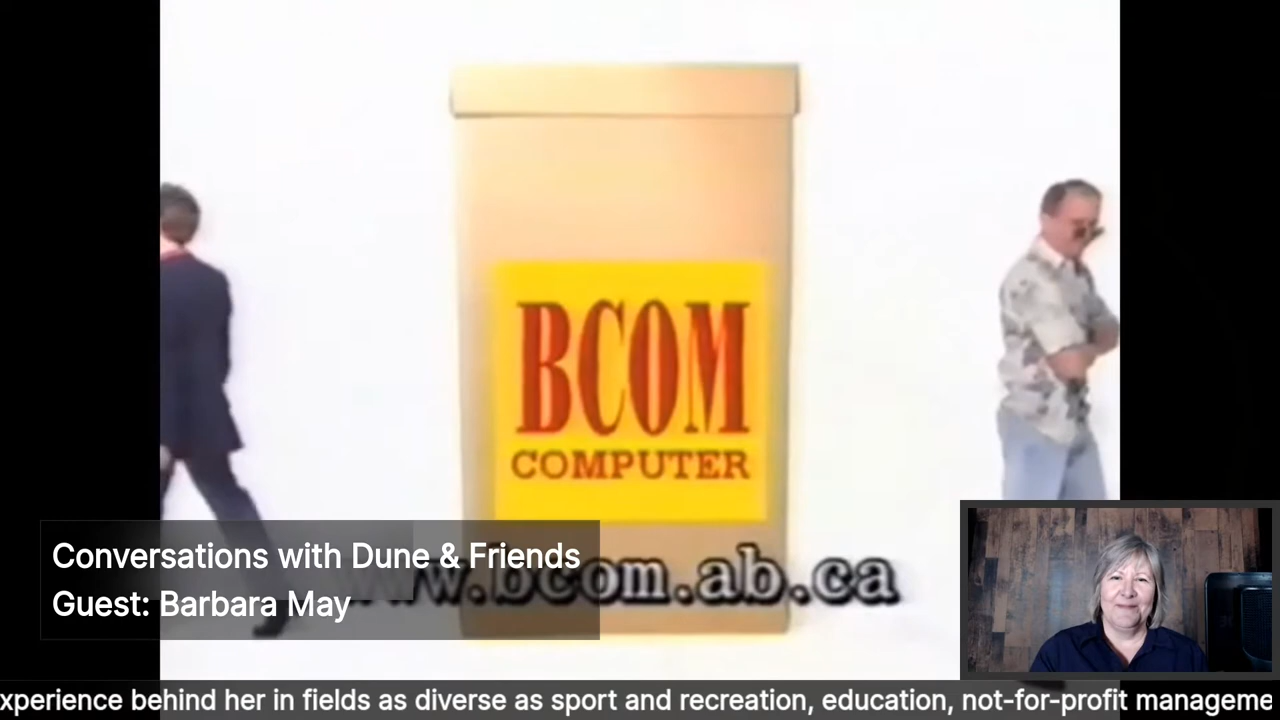 BCOM
COMPUTER
www.bcom.ab.ca
Conversations with Dune & Friends
Guest: Barbara May
xperience behind her in fields as diverse as sport and recreation, education, not-for-profit manageme